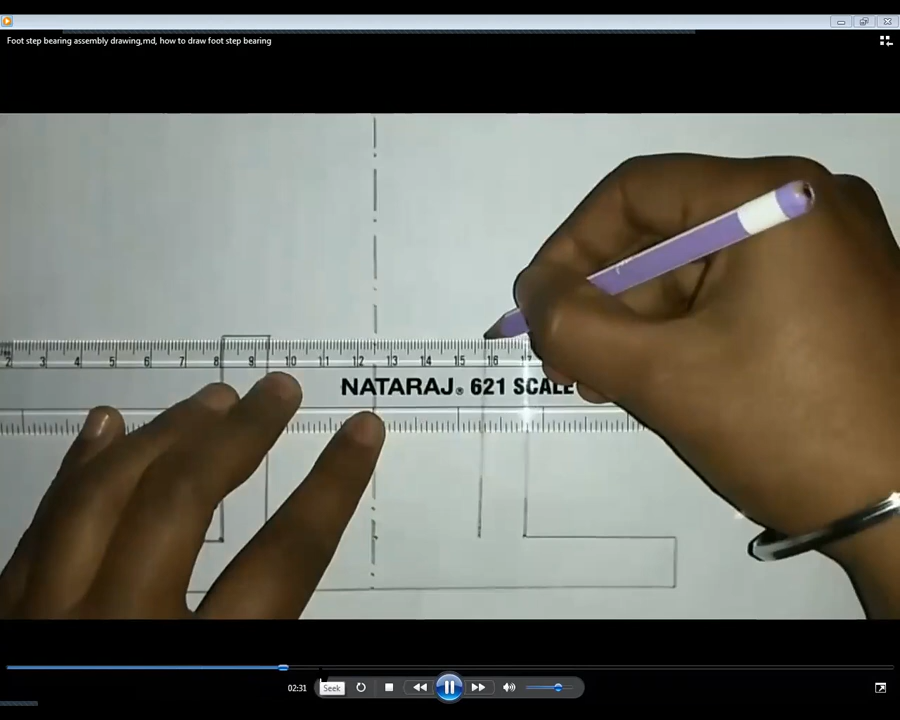 Foot step bearing assembly drawing,md, how to draw foot step bearing
2 3 4 5 6 7 8 9 10 11 12 13 14 15 16 17
NATARAJ® 621 SCALE
02:31
Seek